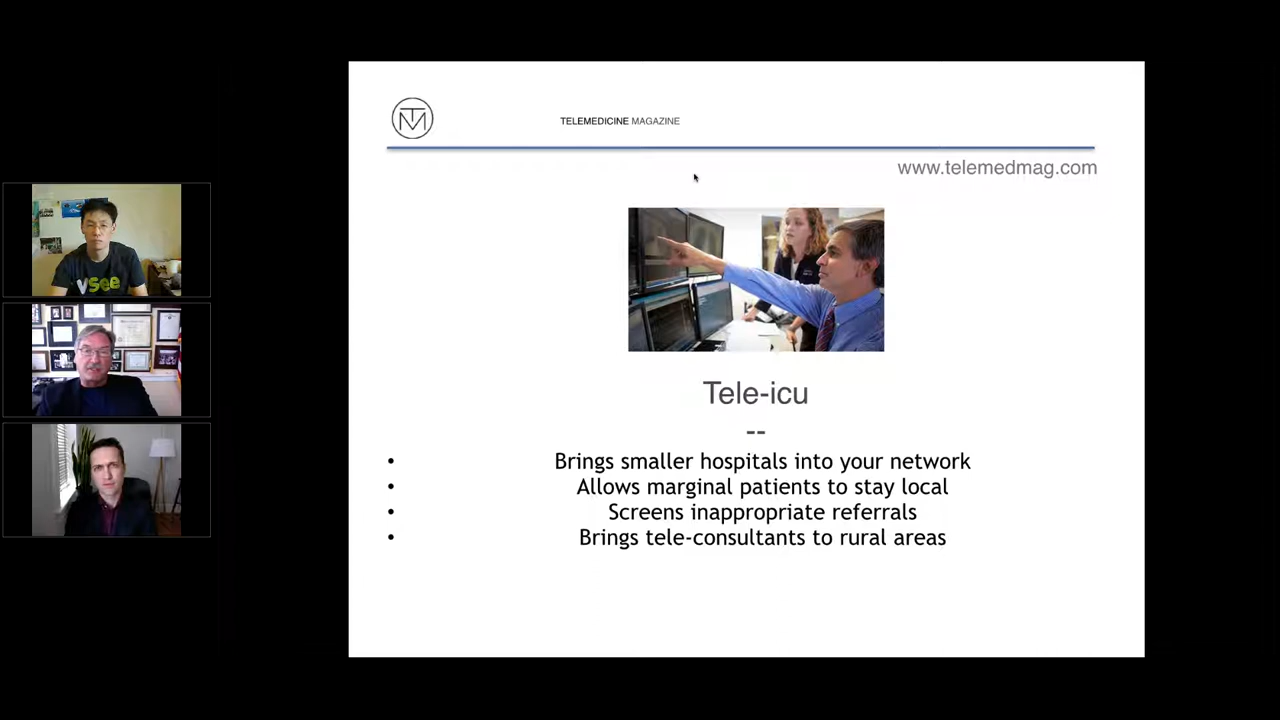 TELEMEDICINE MAGAZINE
www.telemedmag.com
vsee
Tele-icu
--
• Brings smaller hospitals into your network
• Allows marginal patients to stay local
• Screens inappropriate referrals
• Brings tele-consultants to rural areas